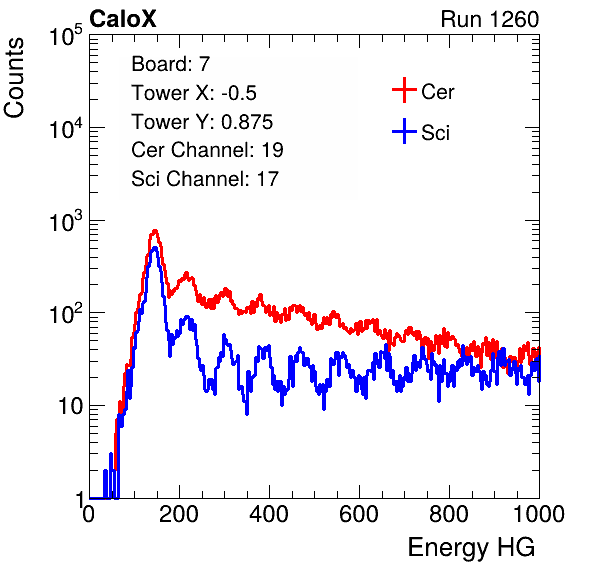 CaloX Run 1260
Counts
10^5
10^4
10^3
10^2
10
1
Board: 7
Tower X: -0.5
Tower Y: 0.875
Cer Channel: 19
Sci Channel: 17
Cer
Sci
0 200 400 600 800 1000
Energy HG